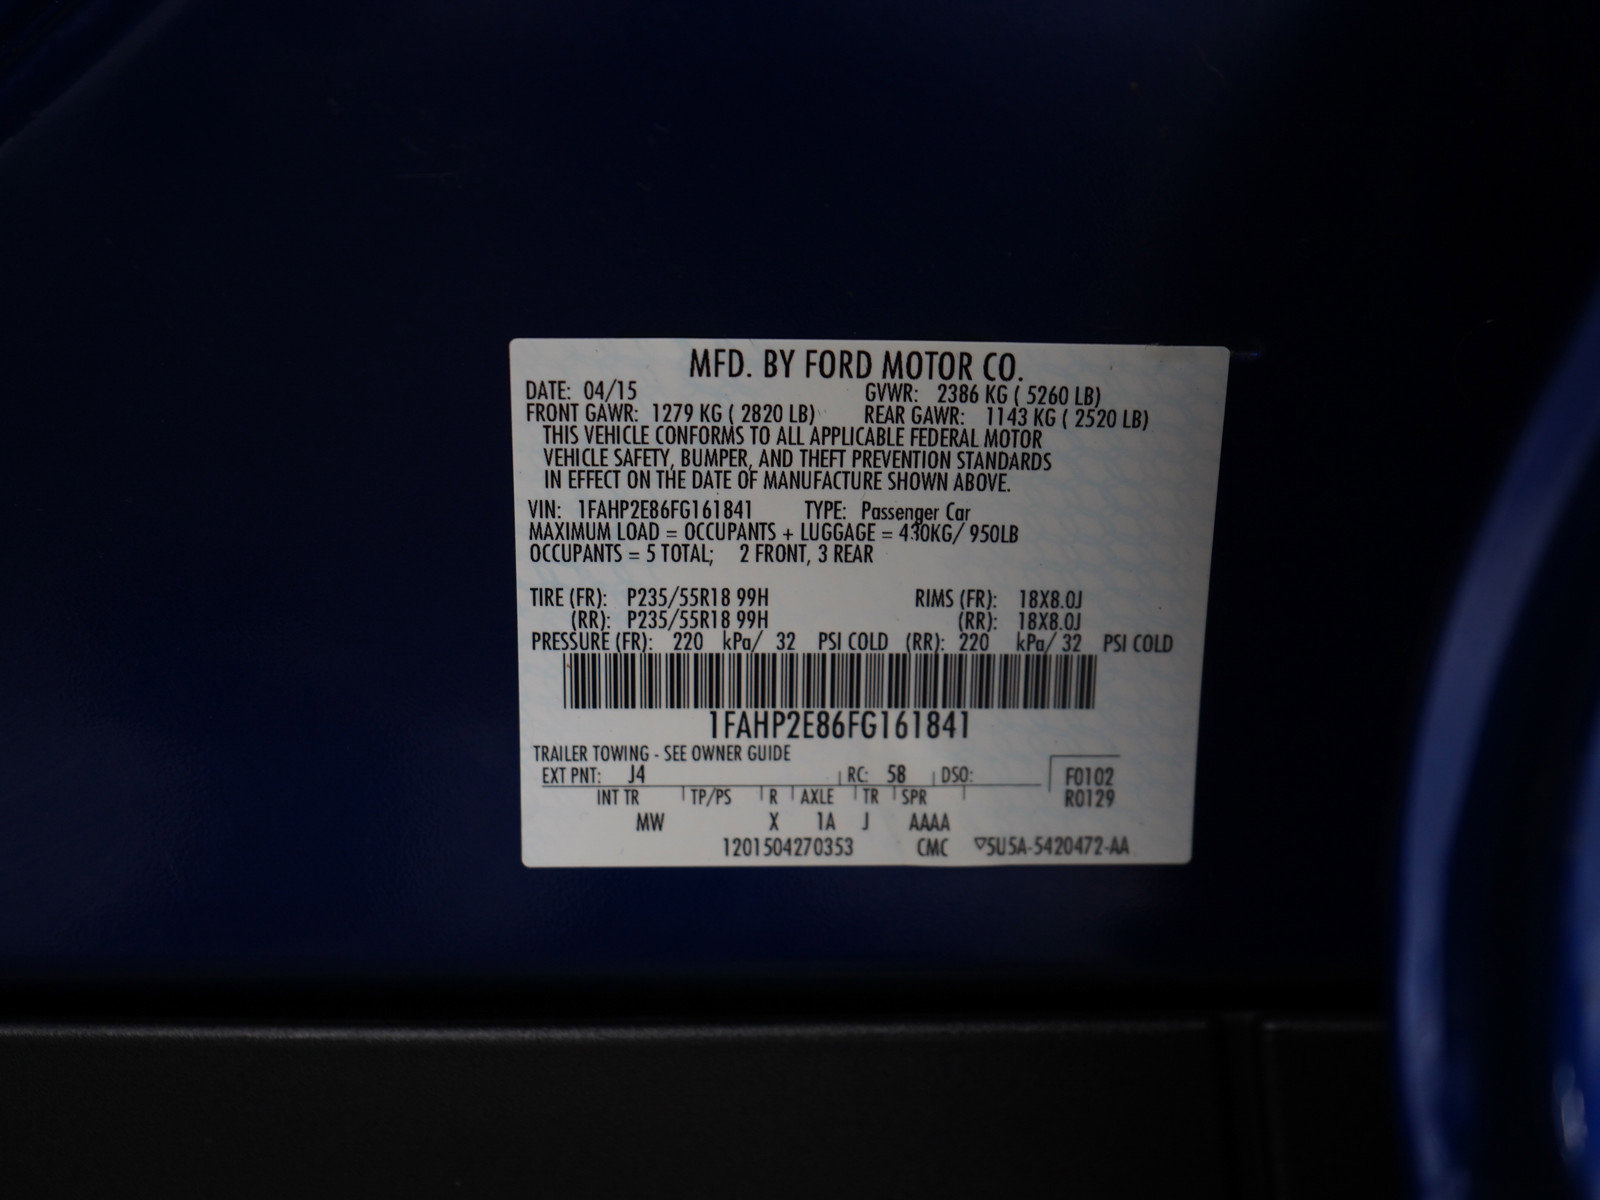 MFD. BY FORD MOTOR CO.
DATE: 04/15 GVWR: 2386 KG ( 5260 LB)
FRONT GAWR: 1279 KG ( 2820 LB) REAR GAWR: 1143 KG ( 2520 LB)
THIS VEHICLE CONFORMS TO ALL APPLICABLE FEDERAL MOTOR
VEHICLE SAFETY, BUMPER, AND THEFT PREVENTION STANDARDS
IN EFFECT ON THE DATE OF MANUFACTURE SHOWN ABOVE.
VIN: 1FAHP2E86FG161841 TYPE: Passenger Car
MAXIMUM LOAD = OCCUPANTS + LUGGAGE = 430KG/ 950LB
OCCUPANTS = 5 TOTAL; 2 FRONT, 3 REAR
TIRE (FR): P235/55R18 99H RIMS (FR): 18X8.0J
(RR): P235/55R18 99H (RR): 18X8.0J
PRESSURE (FR): 220 kPa/ 32 PSI COLD (RR): 220 kPa/ 32 PSI COLD
1FAHP2E86FG161841
TRAILER TOWING - SEE OWNER GUIDE
EXT PNT: J4 RC: 58 DSO: F0102
INT TR TP/PS R AXLE TR SPR R0129
MW X 1A J AAAA
1201504270353 CMC ▽5U5A-5420472-AA